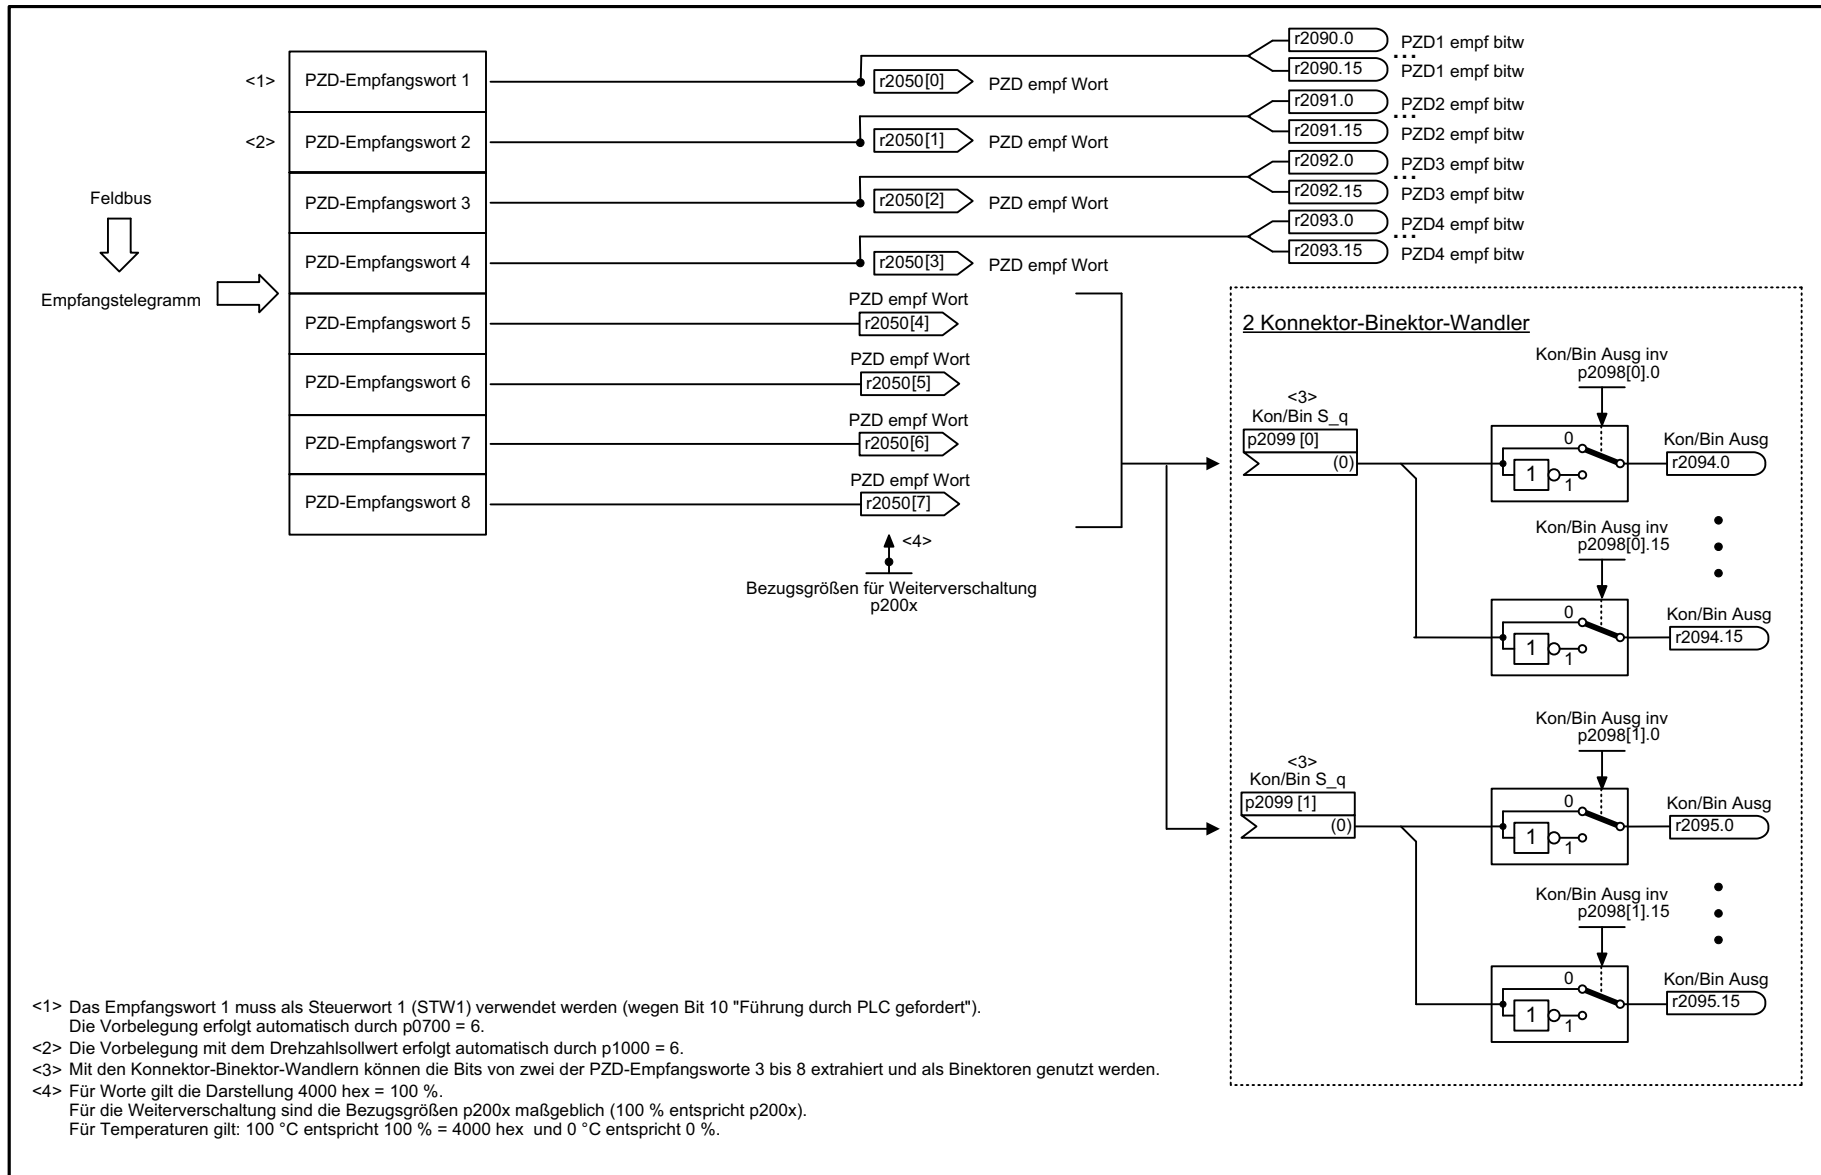 <1>
PZD-Empfangswort 1
r2050[0]
PZD empf Wort
r2090.0
PZD1 empf bitw
...
r2090.15
PZD1 empf bitw
<2>
PZD-Empfangswort 2
r2050[1]
PZD empf Wort
r2091.0
PZD2 empf bitw
...
r2091.15
PZD2 empf bitw
PZD-Empfangswort 3
r2050[2]
PZD empf Wort
r2092.0
PZD3 empf bitw
...
r2092.15
PZD3 empf bitw
PZD-Empfangswort 4
r2050[3]
PZD empf Wort
r2093.0
PZD4 empf bitw
...
r2093.15
PZD4 empf bitw
Feldbus
Empfangstelegramm
PZD-Empfangswort 5
PZD empf Wort
r2050[4]
PZD-Empfangswort 6
PZD empf Wort
r2050[5]
PZD-Empfangswort 7
PZD empf Wort
r2050[6]
PZD-Empfangswort 8
PZD empf Wort
r2050[7]
<4>
Bezugsgrößen für Weiterverschaltung
p200x
2 Konnektor-Binektor-Wandler
<3>
Kon/Bin S_q
p2099 [0]
(0)
Kon/Bin Ausg inv
p2098[0].0
0
1
1
Kon/Bin Ausg
r2094.0
Kon/Bin Ausg inv
p2098[0].15
0
1
1
Kon/Bin Ausg
r2094.15
<3>
Kon/Bin S_q
p2099 [1]
(0)
Kon/Bin Ausg inv
p2098[1].0
0
1
1
Kon/Bin Ausg
r2095.0
Kon/Bin Ausg inv
p2098[1].15
0
1
1
Kon/Bin Ausg
r2095.15
<1> Das Empfangswort 1 muss als Steuerwort 1 (STW1) verwendet werden (wegen Bit 10 "Führung durch PLC gefordert").
Die Vorbelegung erfolgt automatisch durch p0700 = 6.
<2> Die Vorbelegung mit dem Drehzahlsollwert erfolgt automatisch durch p1000 = 6.
<3> Mit den Konnektor-Binektor-Wandlern können die Bits von zwei der PZD-Empfangsworte 3 bis 8 extrahiert und als Binektoren genutzt werden.
<4> Für Worte gilt die Darstellung 4000 hex = 100 %.
Für die Weiterverschaltung sind die Bezugsgrößen p200x maßgeblich (100 % entspricht p200x).
Für Temperaturen gilt: 100 °C entspricht 100 % = 4000 hex und 0 °C entspricht 0 %.